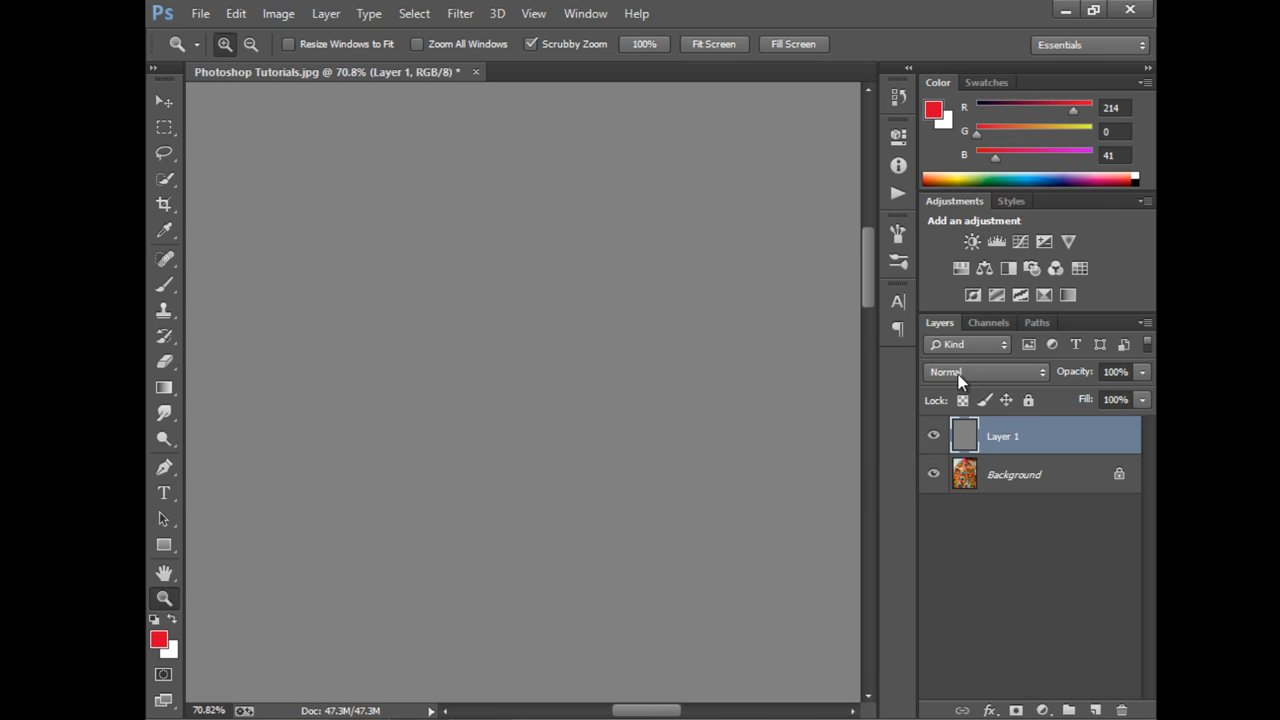 Ps File Edit Image Layer Type Select Filter 3D View Window Help
Resize Windows to Fit Zoom All Windows Scrubby Zoom 100% Fit Screen Fill Screen Essentials
Photoshop Tutorials.jpg @ 70.8% (Layer 1, RGB/8) * ×
Color Swatches
R 214
G 0
B 41
Adjustments Styles
Add an adjustment
Layers Channels Paths
Kind T
Normal Opacity: 100%
Lock: Fill: 100%
Layer 1
Background
A
T
70.82% Doc: 47.3M/47.3M
fx